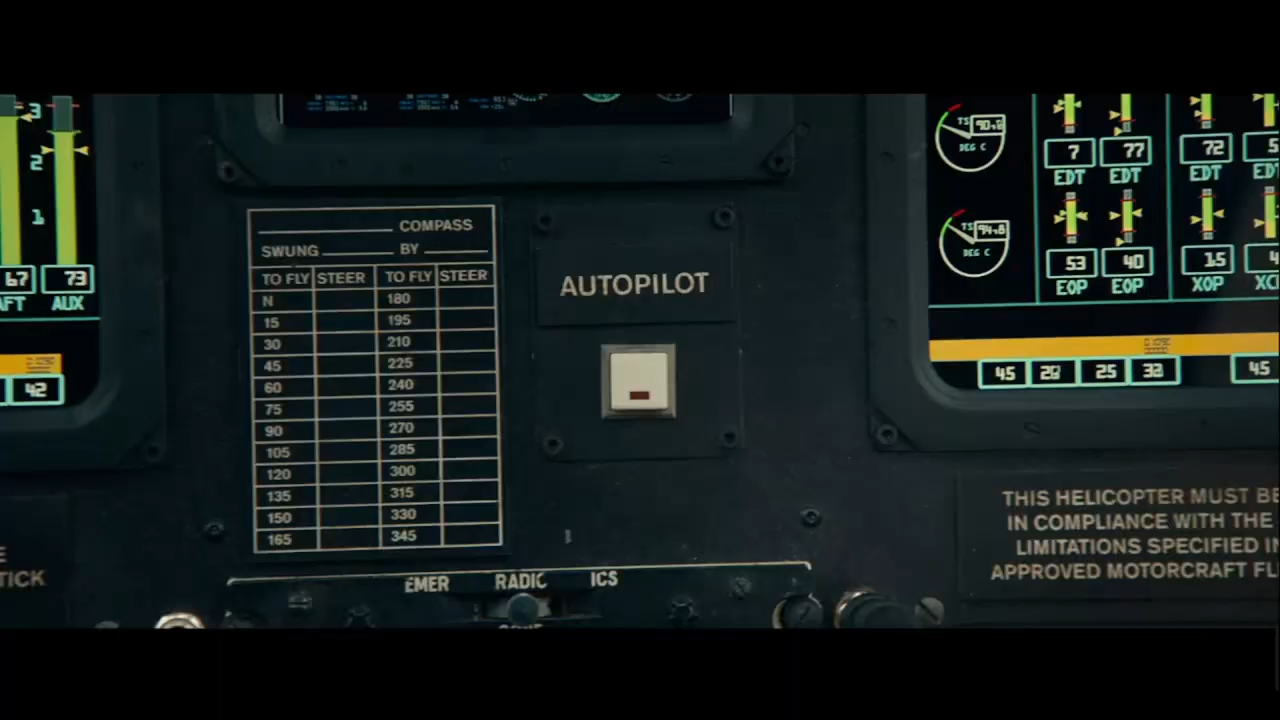 3
2
1
67
73
AFT
AUX
42
COMPASS
SWUNG BY
TO FLY STEER TO FLY STEER
N 180
15 195
30 210
45 225
60 240
75 255
90 270
105 285
120 300
135 315
150 330
165 345
AUTOPILOT
EMER RADIO ICS
TICK
DEG C
7 77 72
EDT EDT EDT EDT
DEG C
53 40 15
EOP EOP XOP
45 25 45
THIS HELICOPTER MUST BE
IN COMPLIANCE WITH THE
LIMITATIONS SPECIFIED IN
APPROVED MOTORCRAFT FL